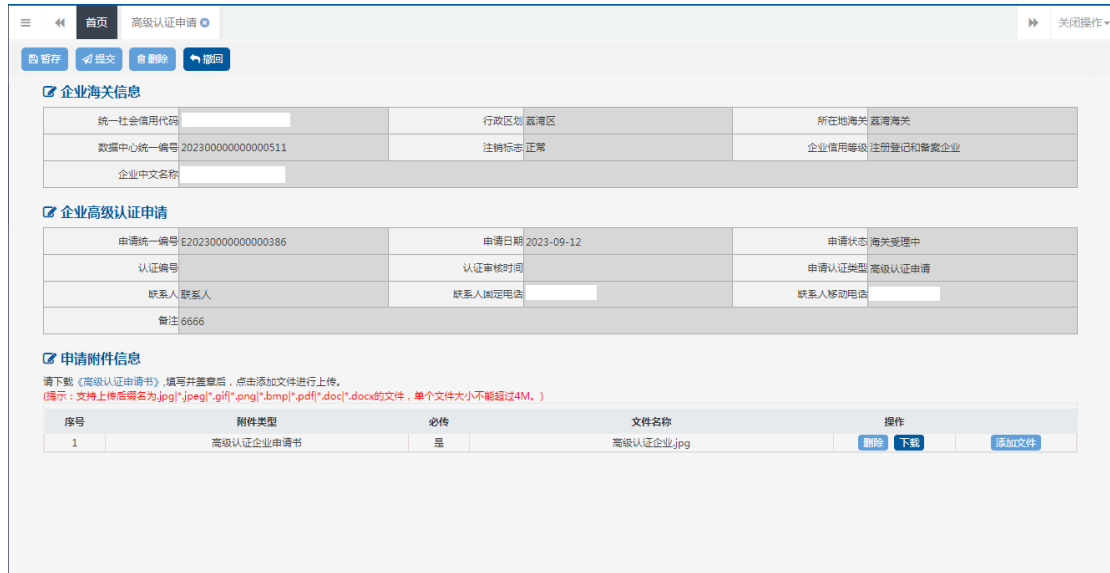 首页 高级认证申请 关闭操作
暂存 提交 删除 撤回
企业海关信息
统一社会信用代码 行政区划 荔湾区 所在地海关 荔湾海关
数据中心统一编号 202300000000000511 注销标志 正常 企业信用等级 注册登记和备案企业
企业中文名称
企业高级认证申请
申请统一编号 E20230000000000386 申请日期 2023-09-12 申请状态 海关受理中
认证编号 认证审核时间 申请认证类型 高级认证申请
联系人 联系人 联系人固定电话 联系人移动电话
备注 6666
申请附件信息
请下载《高级认证申请书》,填写并盖章后，点击添加文件进行上传。
(提示：支持上传后缀名为.jpg|*.jpeg|*.gif|*.png|*.bmp|*.pdf|*.doc|*.docx的文件，单个文件大小不能超过4M。)
序号 附件类型 必传 文件名称 操作
1 高级认证企业申请书 是 高级认证企业.jpg 删除 下载 添加文件